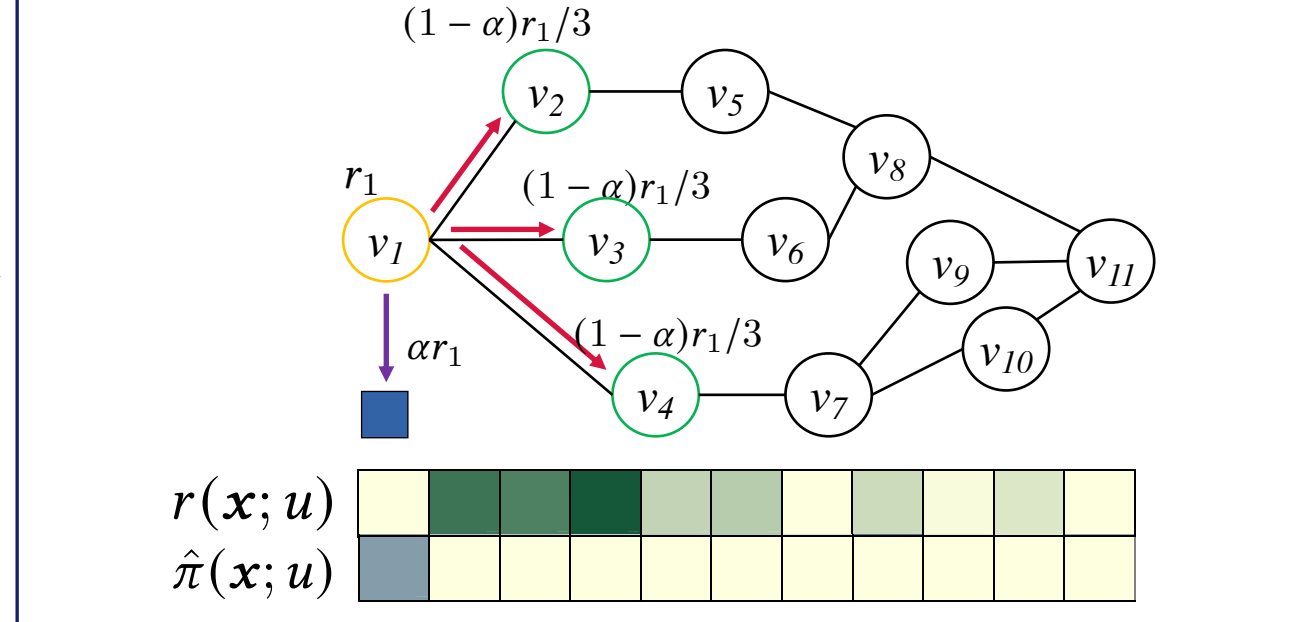 (1 − α)r₁/3
v₂
v₅
v₈
r₁
(1 − α)r₁/3
v₁
v₃
v₆
v₉
v₁₁
(1 − α)r₁/3
αr₁
v₁₀
v₄
v₇
r(x; u)
π̂(x; u)